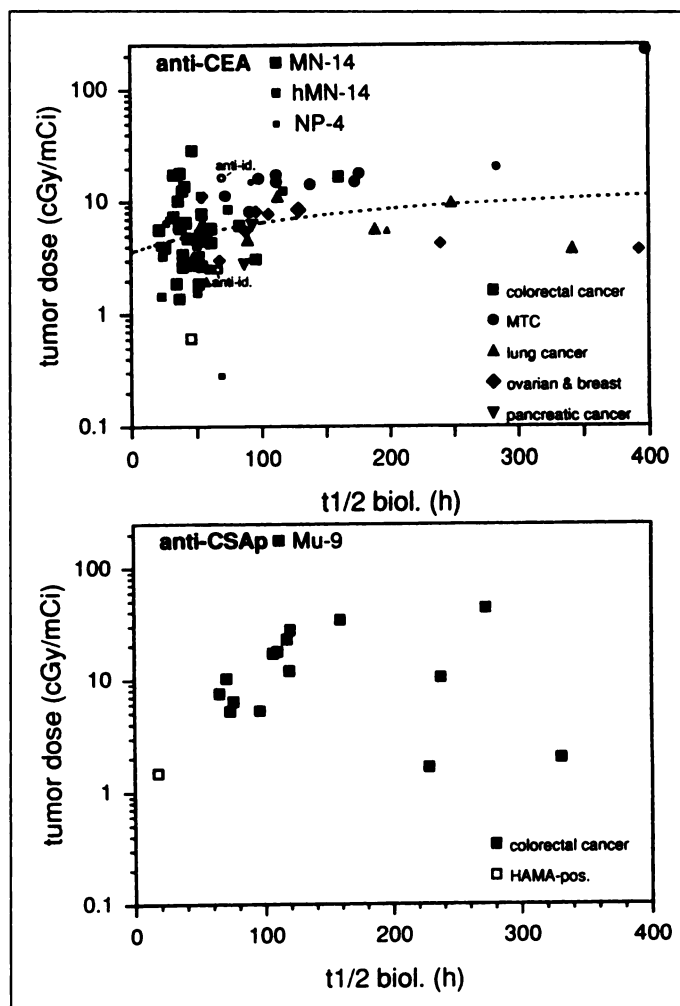 anti-CEA ■ MN-14
■ hMN-14
▪ NP-4
100
10
1
0.1
tumor dose (cGy/mCi)
anti-id.
anti-id.
■ colorectal cancer
● MTC
▲ lung cancer
◆ ovarian & breast
▼ pancreatic cancer
0 100 200 300 400
t1/2 biol. (h)
anti-CSAp ■ Mu-9
100
10
1
0.1
tumor dose (cGy/mCi)
■ colorectal cancer
□ HAMA-pos.
0 100 200 300 400
t1/2 biol. (h)